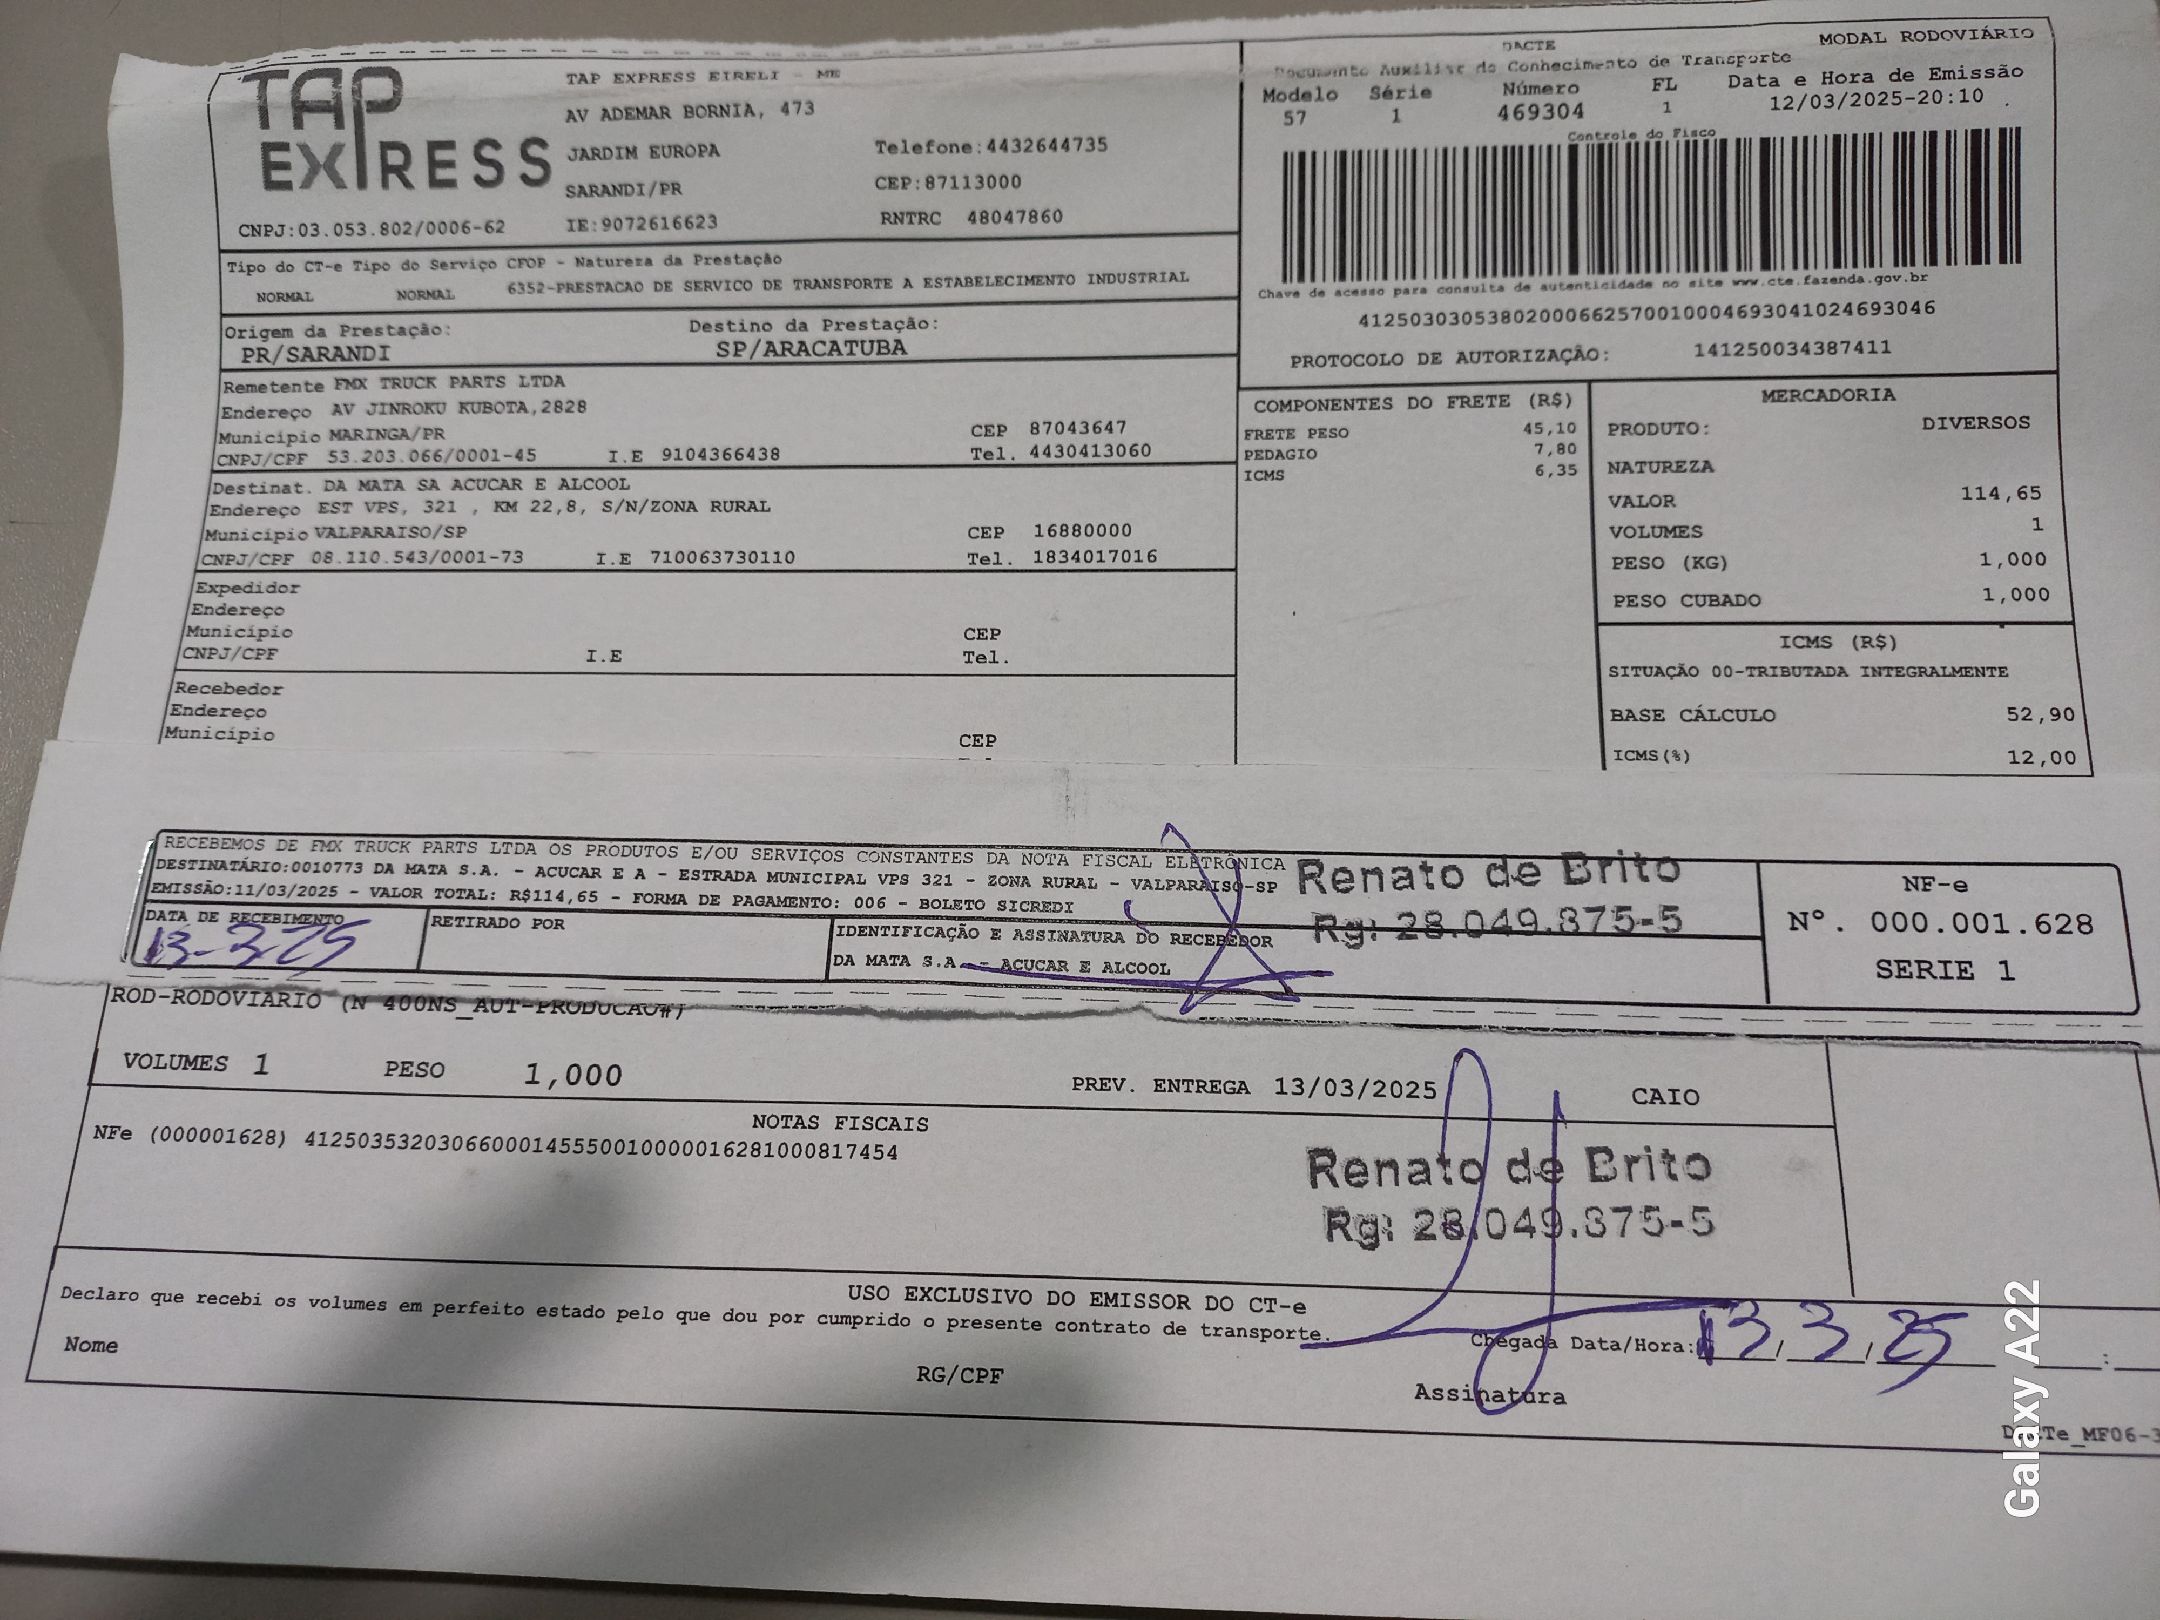 TAP EXPRESS
TAP EXPRESS EIRELI - ME
AV ADEMAR BORNIA, 473
JARDIM EUROPA Telefone:4432644735
SARANDI/PR CEP:87113000
CNPJ:03.053.802/0006-62 IE:9072616623 RNTRC 48047860
DACTE MODAL RODOVIÁRIO
Documento Auxiliar do Conhecimento de Transporte
Modelo Série Número FL Data e Hora de Emissão
57 1 469304 1 12/03/2025-20:10
Controle do Fisco
Chave de acesso para consulta de autenticidade no site www.cte.fazenda.gov.br
41250303053802000662570010004693041024693046
PROTOCOLO DE AUTORIZAÇÃO: 141250034387411
Tipo do CT-e Tipo do Serviço CFOP - Natureza da Prestação
NORMAL NORMAL 6352-PRESTACAO DE SERVICO DE TRANSPORTE A ESTABELECIMENTO INDUSTRIAL
Origem da Prestação: Destino da Prestação:
PR/SARANDI SP/ARACATUBA
Remetente FMX TRUCK PARTS LTDA
Endereço AV JINROKU KUBOTA,2828
Município MARINGA/PR CEP 87043647
CNPJ/CPF 53.203.066/0001-45 I.E 9104366438 Tel. 4430413060
Destinat. DA MATA SA ACUCAR E ALCOOL
Endereço EST VPS, 321 , KM 22,8, S/N/ZONA RURAL
Município VALPARAISO/SP CEP 16880000
CNPJ/CPF 08.110.543/0001-73 I.E 710063730110 Tel. 1834017016
Expedidor
Endereço
Município CEP
CNPJ/CPF I.E Tel.
Recebedor
Endereço
Município CEP
COMPONENTES DO FRETE (R$)
FRETE PESO 45,10
PEDAGIO 7,80
ICMS 6,35
MERCADORIA
PRODUTO: DIVERSOS
NATUREZA
VALOR 114,65
VOLUMES 1
PESO (KG) 1,000
PESO CUBADO 1,000
ICMS (R$)
SITUAÇÃO 00-TRIBUTADA INTEGRALMENTE
BASE CÁLCULO 52,90
ICMS(%) 12,00
RECEBEMOS DE FMX TRUCK PARTS LTDA OS PRODUTOS E/OU SERVIÇOS CONSTANTES DA NOTA FISCAL ELETRÔNICA
DESTINATÁRIO:0010773 DA MATA S.A. - ACUCAR E A - ESTRADA MUNICIPAL VPS 321 - ZONA RURAL - VALPARAISO-SP
EMISSÃO:11/03/2025 - VALOR TOTAL: R$114,65 - FORMA DE PAGAMENTO: 006 - BOLETO SICREDI
DATA DE RECEBIMENTO RETIRADO POR IDENTIFICAÇÃO E ASSINATURA DO RECEBEDOR
13-3-25 DA MATA S.A. - ACUCAR E ALCOOL
Renato de Brito
Rg: 28.049.875-5
NF-e
Nº. 000.001.628
SERIE 1
ROD-RODOVIARIO (N 400NS_AUT-PRODUCAO#)
VOLUMES 1 PESO 1,000 PREV. ENTREGA 13/03/2025 CAIO
NOTAS FISCAIS
NFe (000001628) 41250353203066000145550010000016281000817454
Renato de Brito
Rg: 28.049.875-5
USO EXCLUSIVO DO EMISSOR DO CT-e
Declaro que recebi os volumes em perfeito estado pelo que dou por cumprido o presente contrato de transporte.
Nome RG/CPF Chegada Data/Hora: 13/3/25 :
Assinatura
Galaxy A22